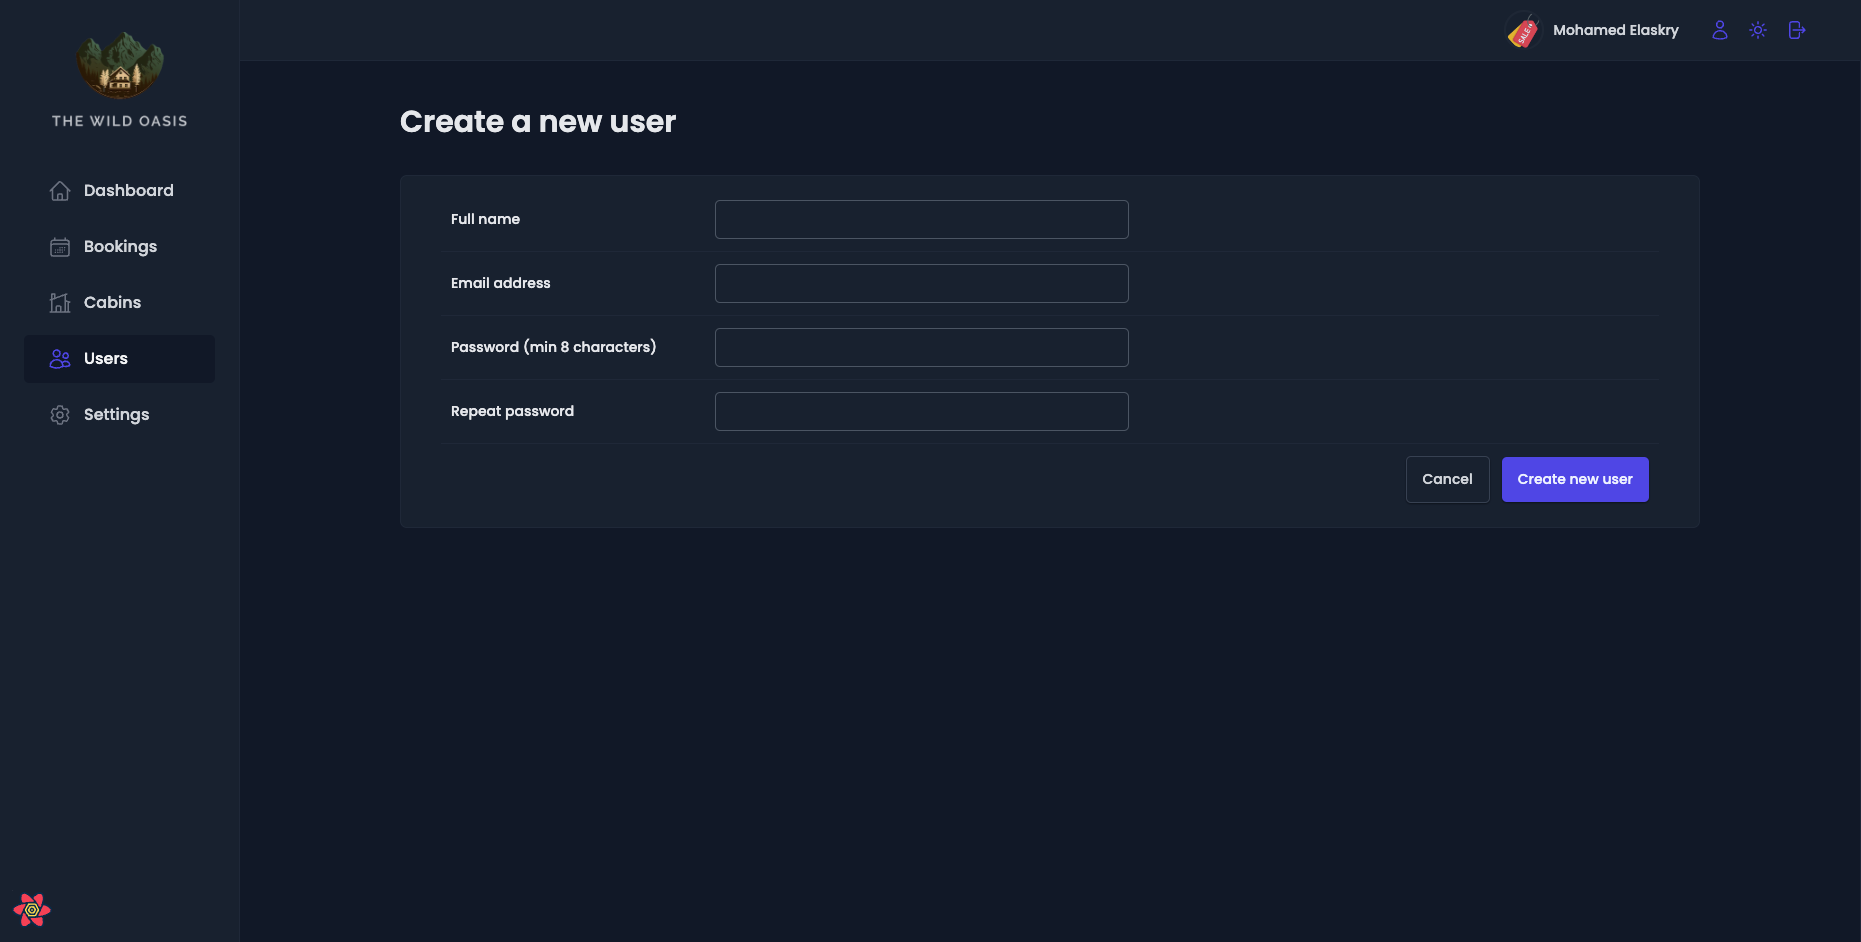 THE WILD OASIS
Dashboard
Bookings
Cabins
Users
Settings
SALE
Mohamed Elaskry
Create a new user
Full name
Email address
Password (min 8 characters)
Repeat password
Cancel
Create new user